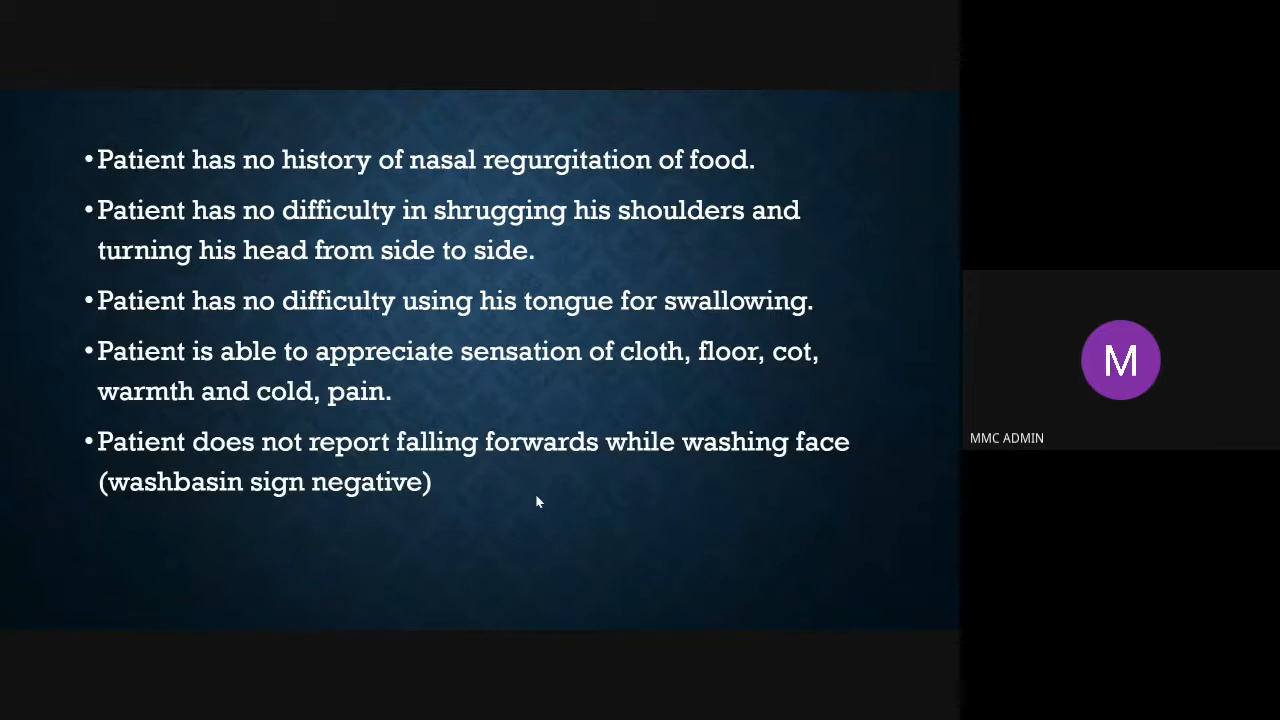 •Patient has no history of nasal regurgitation of food.
•Patient has no difficulty in shrugging his shoulders and
turning his head from side to side.
•Patient has no difficulty using his tongue for swallowing.
•Patient is able to appreciate sensation of cloth, floor, cot,
warmth and cold, pain.
•Patient does not report falling forwards while washing face
(washbasin sign negative)
M
MMC ADMIN